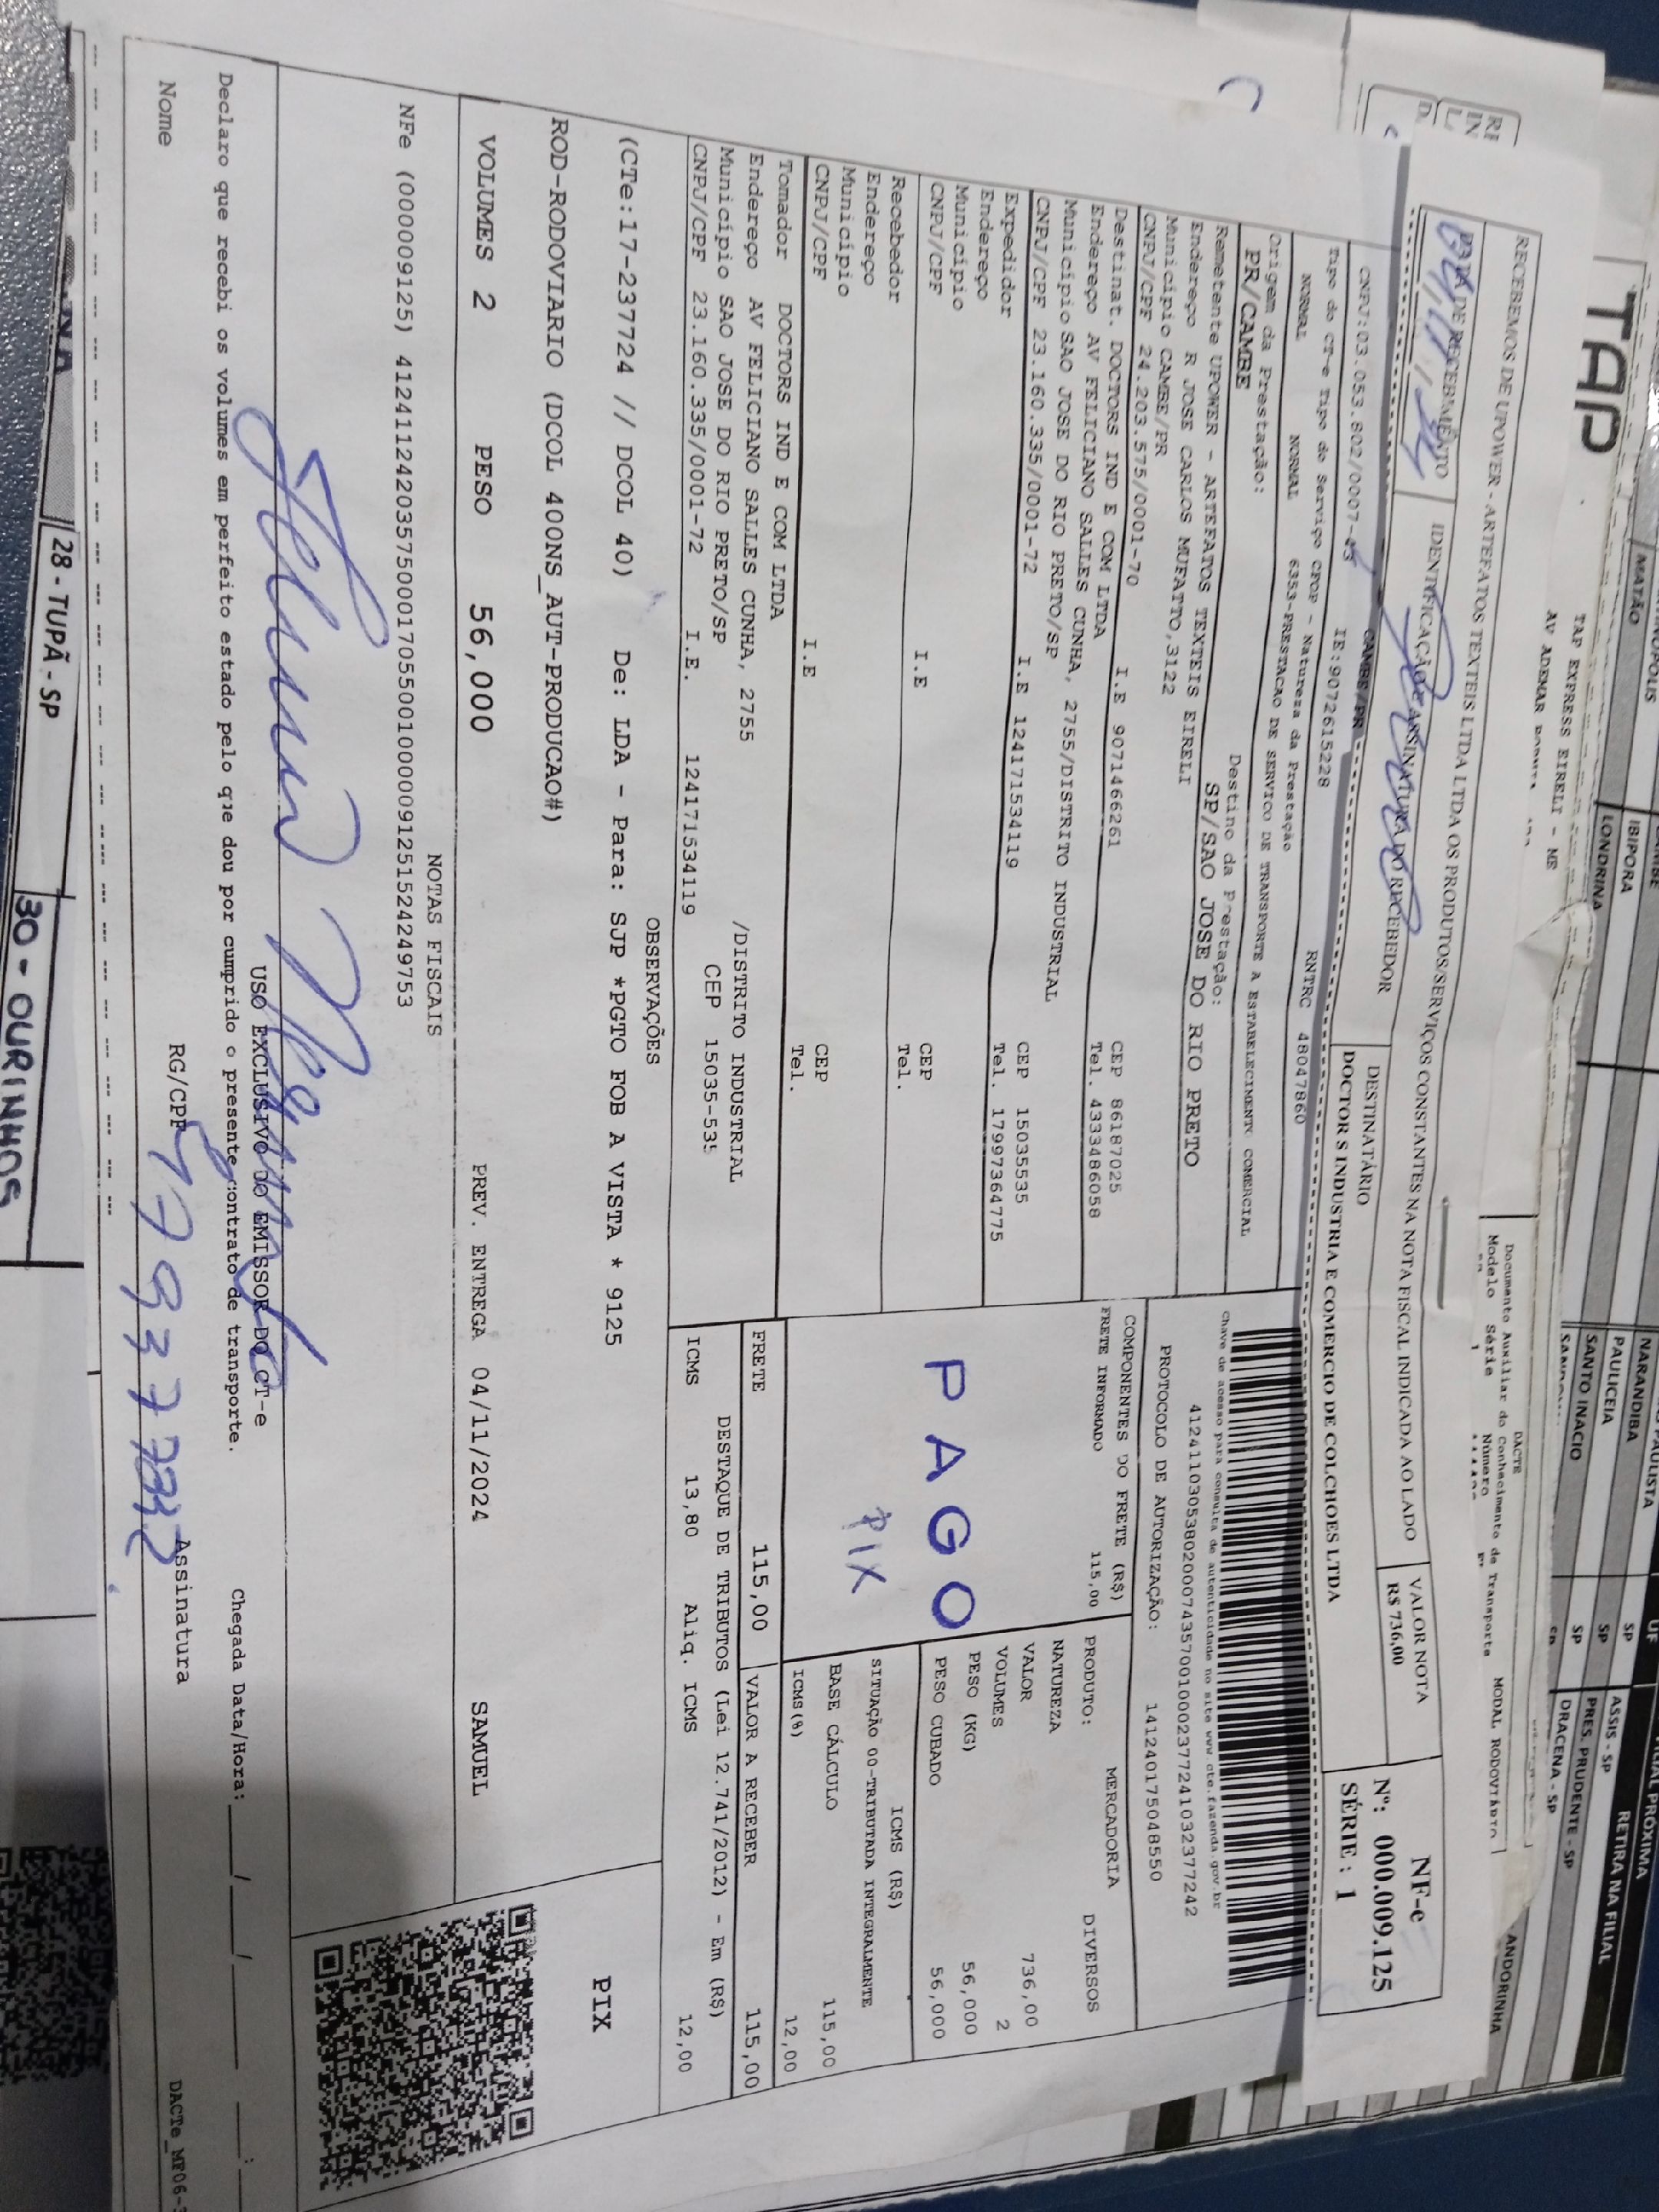 TAP
TAP EXPRESS EIRELI - ME
MATÃO
IBIPORA
LONDRINA
NARANDIBA
PAULICEIA
SANTO INACIO
SP
SP
SP
UF
ASSIS - SP
PRES. PRUDENTE - SP
DRACENA - SP
RETIRA NA FILIAL
ANDORINHA
DACTE
Documento Auxiliar do Conhecimento de Transporte
Modelo Série Número
MODAL RODOVIÁRIO
RECEBEMOS DE UPOWER - ARTEFATOS TEXTEIS LTDA LTDA OS PRODUTOS/SERVIÇOS CONSTANTES NA NOTA FISCAL INDICADA AO LADO
DATA DE RECEBIMENTO
IDENTIFICAÇÃO E ASSINATURA DO RECEBEDOR
DESTINATÁRIO
DOCTOR S INDUSTRIA E COMERCIO DE COLCHOES LTDA
VALOR NOTA
R$ 736,00
NF-e
Nº: 000.009.125
SÉRIE : 1
CNPJ:03.053.802/0007-43 CAMBE/PR
IE:9072615228
RNTRC 48047860
Tipo do CT-e Tipo do Serviço CFOP - Natureza da Prestação
NORMAL NORMAL 6353-PRESTACAO DE SERVICO DE TRANSPORTE A ESTABELECIMENTO COMERCIAL
Origem da Prestação: Destino da Prestação:
PR/CAMBE SP/SAO JOSE DO RIO PRETO
Remetente UPOWER - ARTEFATOS TEXTEIS EIRELI
Endereço R JOSE CARLOS MUFATTO,3122
Município CAMBE/PR CEP 86187025
CNPJ/CPF 24.203.575/0001-70 I.E 9071466261 Tel. 4333486058
Destinat. DOCTORS IND E COM LTDA
Endereço AV FELICIANO SALLES CUNHA, 2755/DISTRITO INDUSTRIAL
Município SAO JOSE DO RIO PRETO/SP CEP 15035535
CNPJ/CPF 23.160.335/0001-72 I.E 124171534119 Tel. 17997364775
Expedidor
Endereço
Município CEP
CNPJ/CPF I.E Tel.
Recebedor
Endereço
Município CEP
CNPJ/CPF I.E Tel.
Tomador DOCTORS IND E COM LTDA
Endereço AV FELICIANO SALLES CUNHA, 2755 /DISTRITO INDUSTRIAL
Município SAO JOSE DO RIO PRETO/SP CEP 15035-535
CNPJ/CPF 23.160.335/0001-72 I.E. 124171534119
Chave de acesso para consulta de autenticidade no site www.cte.fazenda.gov.br
41241103053802000743570010002377241032377242
PROTOCOLO DE AUTORIZAÇÃO: 141240175048550
COMPONENTES DO FRETE (R$)
FRETE INFORMADO 115,00
PRODUTO: MERCADORIA
NATUREZA DIVERSOS
VALOR 736,00
VOLUMES 2
PESO (KG) 56,000
PESO CUBADO 56,000
PAGO
PIX
ICMS (R$)
SITUAÇÃO 00-TRIBUTADA INTEGRALMENTE
BASE CÁLCULO 115,00
ICMS(%) 12,00
FRETE 115,00 VALOR A RECEBER 115,00
DESTAQUE DE TRIBUTOS (Lei 12.741/2012) - Em (R$)
ICMS 13,80 Aliq. ICMS 12,00
OBSERVAÇÕES
(CTe:17-237724 // DCOL 40) De: LDA - Para: SJP *PGTO FOB A VISTA * 9125
ROD-RODOVIARIO (DCOL 400NS_AUT-PRODUCAO#)
PIX
VOLUMES 2 PESO 56,000 PREV. ENTREGA 04/11/2024 SAMUEL
NOTAS FISCAIS
NFe (000009125) 41241124203575000170550010000091251524249753
USO EXCLUSIVO DO EMISSOR DO CT-e
Declaro que recebi os volumes em perfeito estado pelo que dou por cumprido o presente contrato de transporte.
Chegada Data/Hora: ____/____/____ ___:___
Nome RG/CPF Assinatura
28 - TUPÃ - SP
30 - OURINHOS